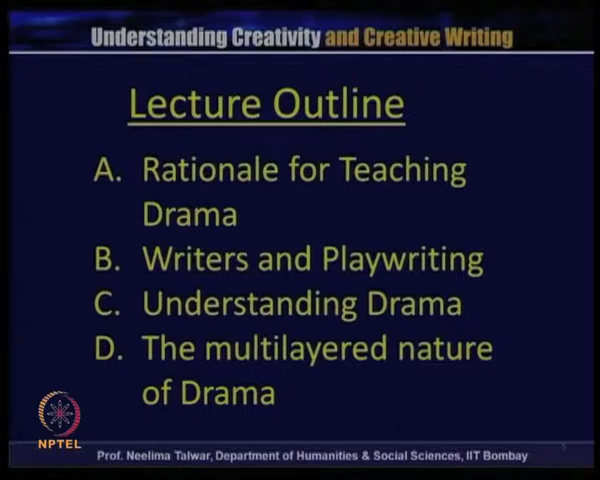 Understanding Creativity and Creative Writing
Lecture Outline
A. Rationale for Teaching
Drama
B. Writers and Playwriting
C. Understanding Drama
D. The multilayered nature
of Drama
NPTEL
5
Prof. Neelima Talwar, Department of Humanities & Social Sciences, IIT Bombay